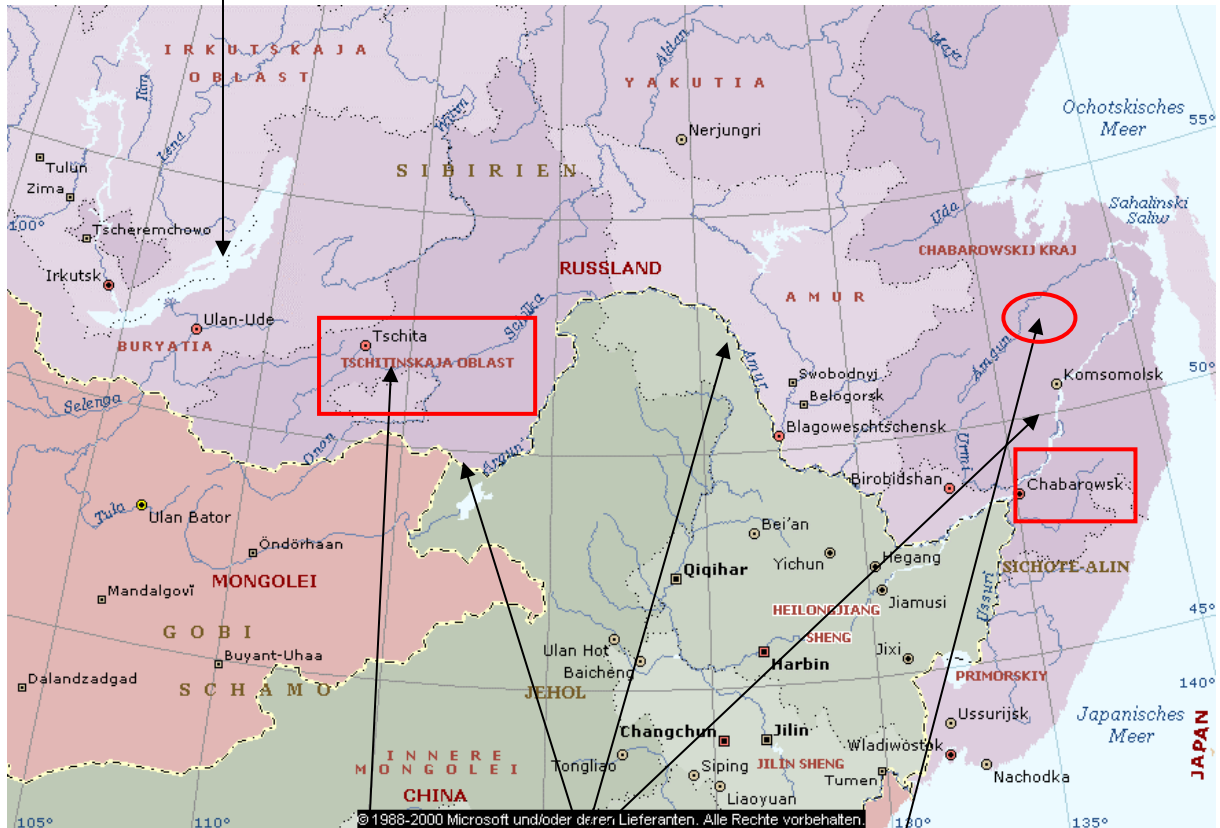 IRKUTSKAJA
OBLAST
Ilim
Lena
Witim
Aldan
Maja
YAKUTIA
Ochotskisches
Meer
55°
Nerjungri
Tulun
Zima
SIBIRIEN
100°
Tscheremchowo
Uda
Sahalinski
Saliw
CHABAROWSKIJ KRAJ
Irkutsk
RUSSLAND
AMUR
Ulan-Ude
BURYATIA
Schilka
Tschita
TSCHITINSKAJA OBLAST
Amur
Amgun
Swobodnyj
Belogorsk
Komsomolsk
50°
Selenga
Onon
Argun'
Blagoweschtschensk
Urmi
Birobidshan
Chabarowsk
Tula
Ulan Bator
Öndörhaan
Bei'an
Yichun
Hegang
SICHOTE-ALIN
MONGOLEI
Qiqihar
Mandalgovĭ
Jiamusi
Ussuri
HEILONGJIANG
SHENG
45°
GOBI
Ulan Hot
Baicheng
Harbin
Jixi
Buyant-Uhaa
Dalandzadgad
SCHAMO
JEHOL
PRIMORSKIY
140°
Ussurijsk
Japanisches
Meer
JAPAN
Changchun
Jilin
Wladiwostok
INNERE
MONGOLEI
Tongliao
Siping
JILIN SHENG
Tumen
Nachodka
CHINA
Liaoyuan
105°
110°
© 1988-2000 Microsoft und/oder deren Lieferanten. Alle Rechte vorbehalten.
130°
135°